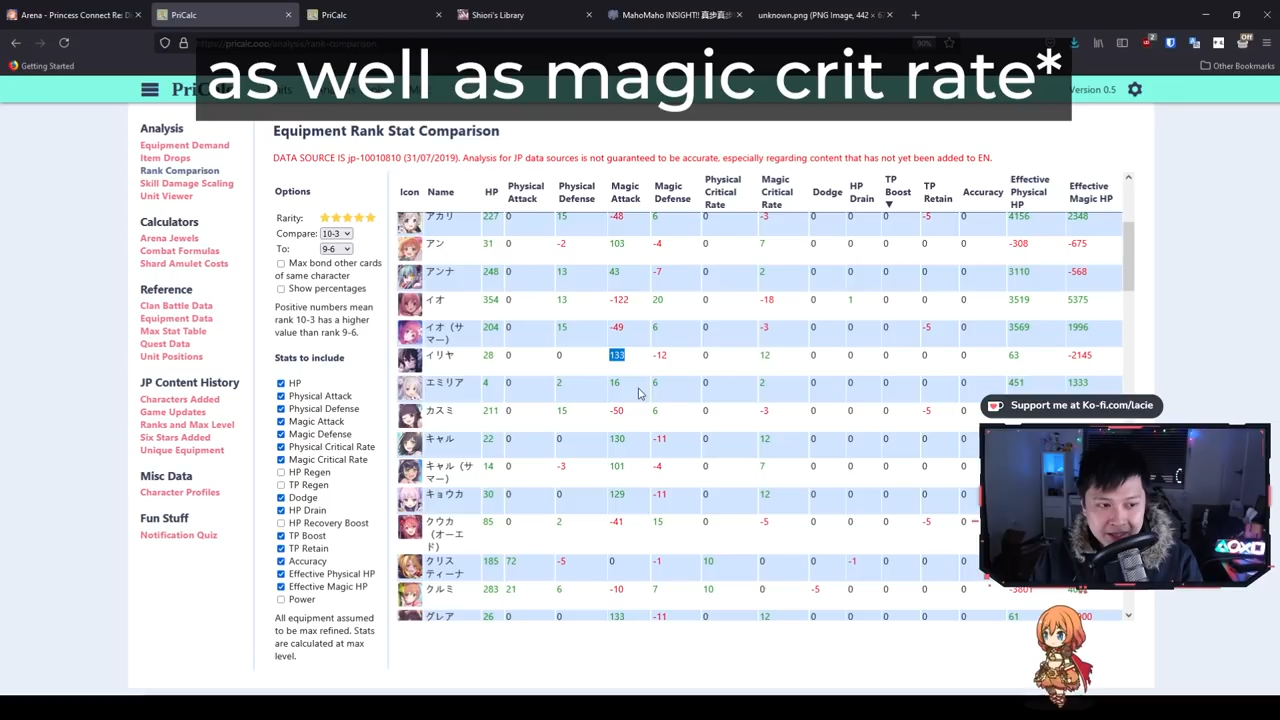 Arena - Princess Connect Re: D
PriCalc
PriCalc
Shiori's Library
MahoMaho INSIGHT!! 真步真步
unknown.png (PNG Image, 442 × 6
https://pricalc.ooo/analysis/rank-comparison
90%
Getting Started
Other Bookmarks
as well as magic crit rate*
Version 0.5
Analysis
Equipment Demand
Item Drops
Rank Comparison
Skill Damage Scaling
Unit Viewer
Calculators
Arena Jewels
Combat Formulas
Shard Amulet Costs
Reference
Clan Battle Data
Equipment Data
Max Stat Table
Quest Data
Unit Positions
JP Content History
Characters Added
Game Updates
Ranks and Max Level
Six Stars Added
Unique Equipment
Misc Data
Character Profiles
Fun Stuff
Notification Quiz
Equipment Rank Stat Comparison
DATA SOURCE IS jp-10010810 (31/07/2019). Analysis for JP data sources is not guaranteed to be accurate, especially regarding content that has not yet been added to EN.
Options
Rarity:
Compare: 10-3
To: 9-6
Max bond other cards
of same character
Show percentages
Positive numbers mean
rank 10-3 has a higher
value than rank 9-6.
Stats to include
HP
Physical Attack
Physical Defense
Magic Attack
Magic Defense
Physical Critical Rate
Magic Critical Rate
HP Regen
TP Regen
Dodge
HP Drain
HP Recovery Boost
TP Boost
TP Retain
Accuracy
Effective Physical HP
Effective Magic HP
Power
All equipment assumed
to be max refined. Stats
are calculated at max
level.
Icon Name HP Physical Attack Physical Defense Magic Attack Magic Defense Physical Critical Rate Magic Critical Rate Dodge HP Drain TP Boost ▼ TP Retain Accuracy Effective Physical HP Effective Magic HP
アカリ 227 0 15 -48 6 0 -3 0 0 0 -5 0 4156 2348
アン 31 0 -2 103 -4 0 7 0 0 0 0 0 -308 -675
アンナ 248 0 13 43 -7 0 2 0 0 0 0 0 3110 -568
イオ 354 0 13 -122 20 0 -18 0 1 0 0 0 3519 5375
イオ（サマー） 204 0 15 -49 6 0 -3 0 0 0 -5 0 3569 1996
イリヤ 28 0 0 133 -12 0 12 0 0 0 0 0 63 -2145
エミリア 4 0 2 16 6 0 2 0 0 0 0 0 451 1333
カスミ 211 0 15 -50 6 0 -3 0 0 0 -5 0
キャル 22 0 0 130 -11 0 12 0 0 0 0 0
キャル（サマー） 14 0 -3 101 -4 0 7 0 0 0 0 0
キョウカ 30 0 0 129 -11 0 12 0 0 0 0 0
クウカ（オーエド） 85 0 2 -41 15 0 -5 0 0 0 -5 0
クリスティーナ 185 72 -5 0 -1 10 0 0 -1 0 0 0
クルミ 283 21 6 -10 7 10 0 -5 0 0 0 0 -3801
グレア 26 0 0 133 -11 0 12 0 0 0 0 0 61
Support me at Ko-fi.com/lacie